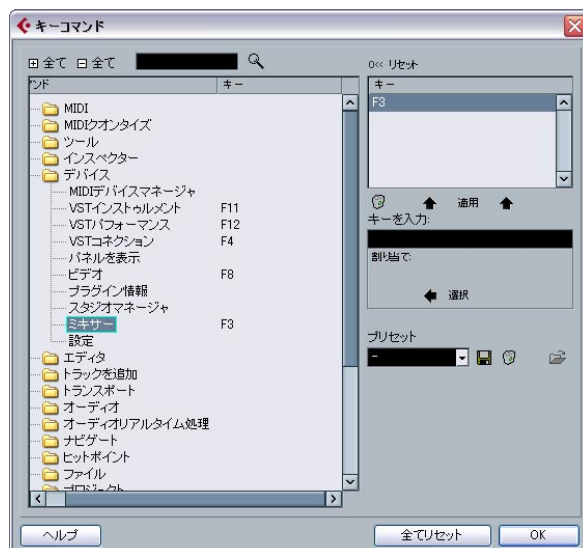 キーコマンド
全て 全て
0<< リセット
ンド キー
MIDI
MIDIクオンタイズ
ツール
インスペクター
デバイス
MIDIデバイスマネージャ
VSTインストゥルメント F11
VSTパフォーマンス F12
VSTコネクション F4
パネルを表示
ビデオ F8
プラグイン情報
スタジオマネージャ
ミキサー F3
設定
エディタ
トラックを追加
トランスポート
オーディオ
オーディオリアルタイム処理
ナビゲート
ヒットポイント
ファイル
プロジェクト
キー
F3
適用
キーを入力:
割り当て:
選択
プリセット
-
ヘルプ
全てリセット
OK